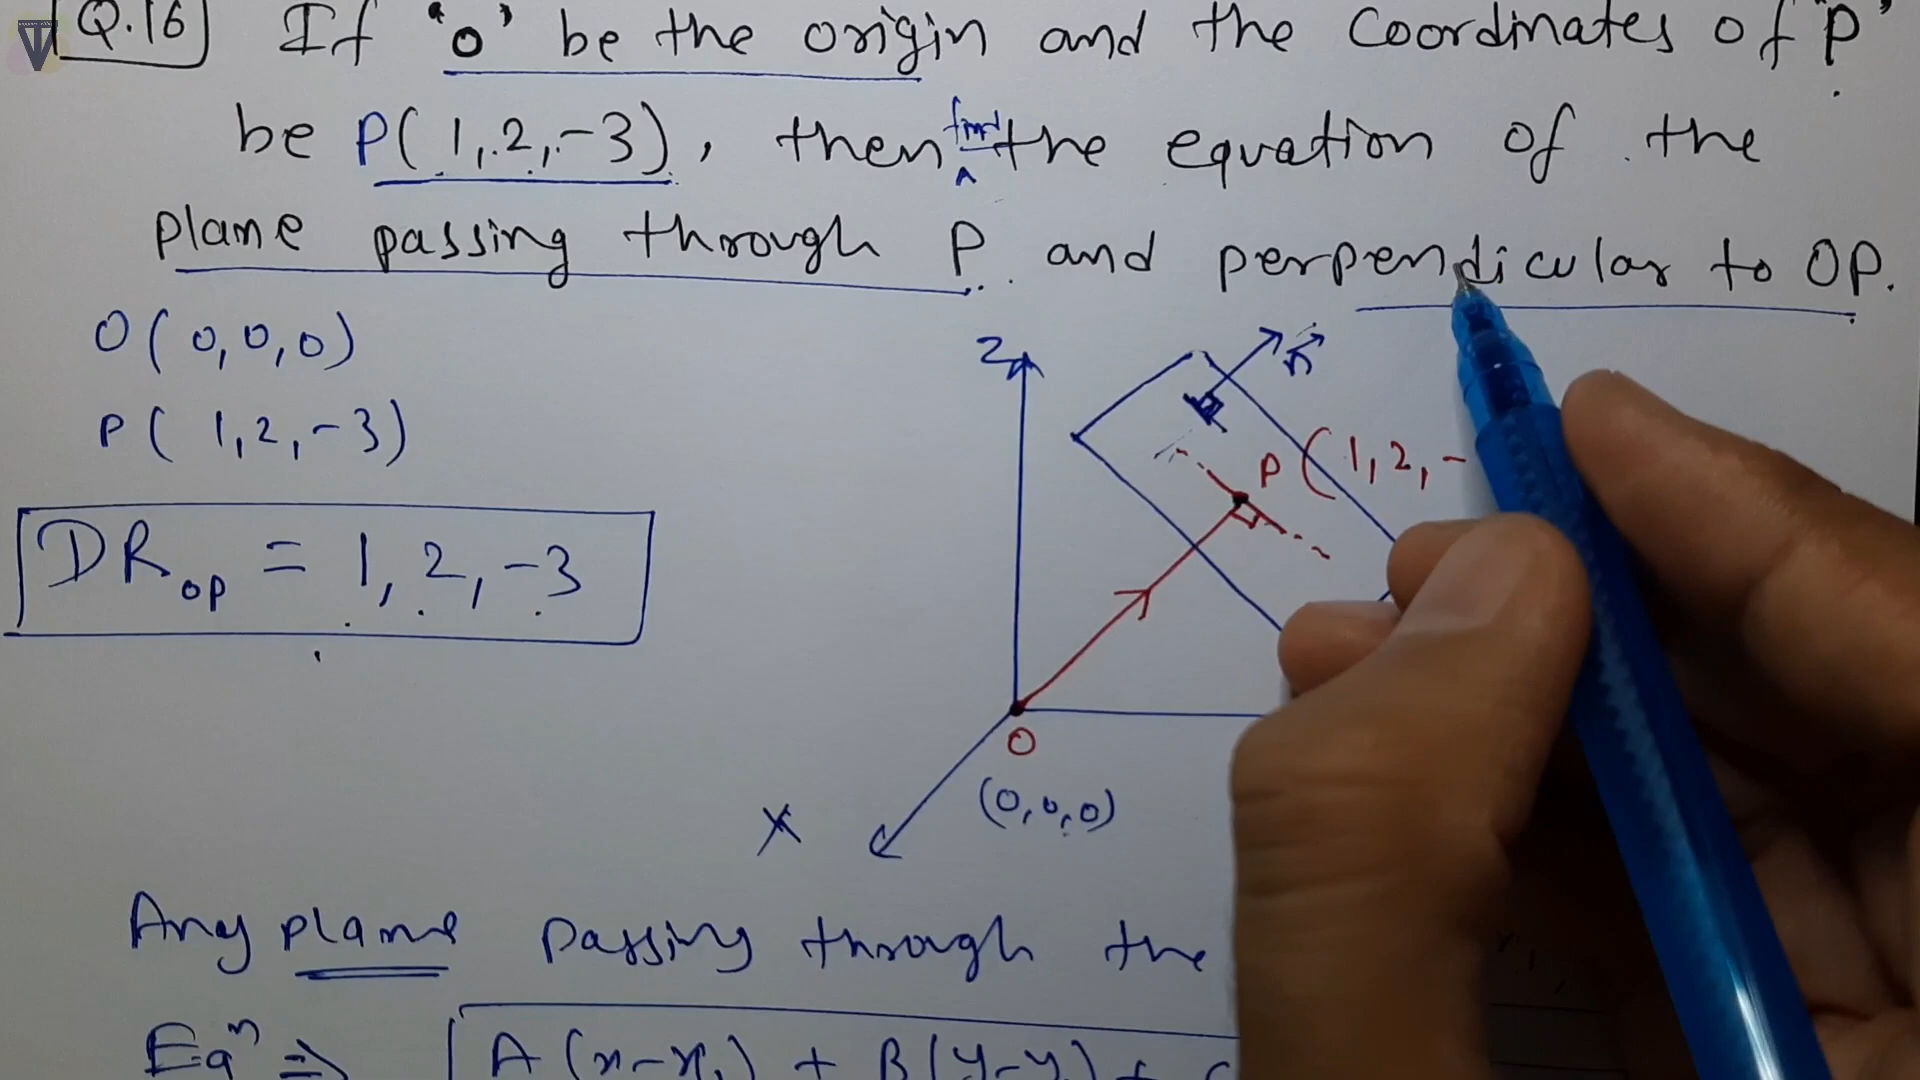 Q.16 If 'o' be the origin and the coordinates of 'P'
be P(1,2,-3), then find the equation of the
plane passing through P and perpendicular to OP.
O(0,0,0)
P(1,2,-3)
DR op = 1, 2, -3
Z
n
P(1,2,-
O
(0,0,0)
X
Any plane passing through the
Eqn ⇒ A(x-x1) + B(y-y1) +